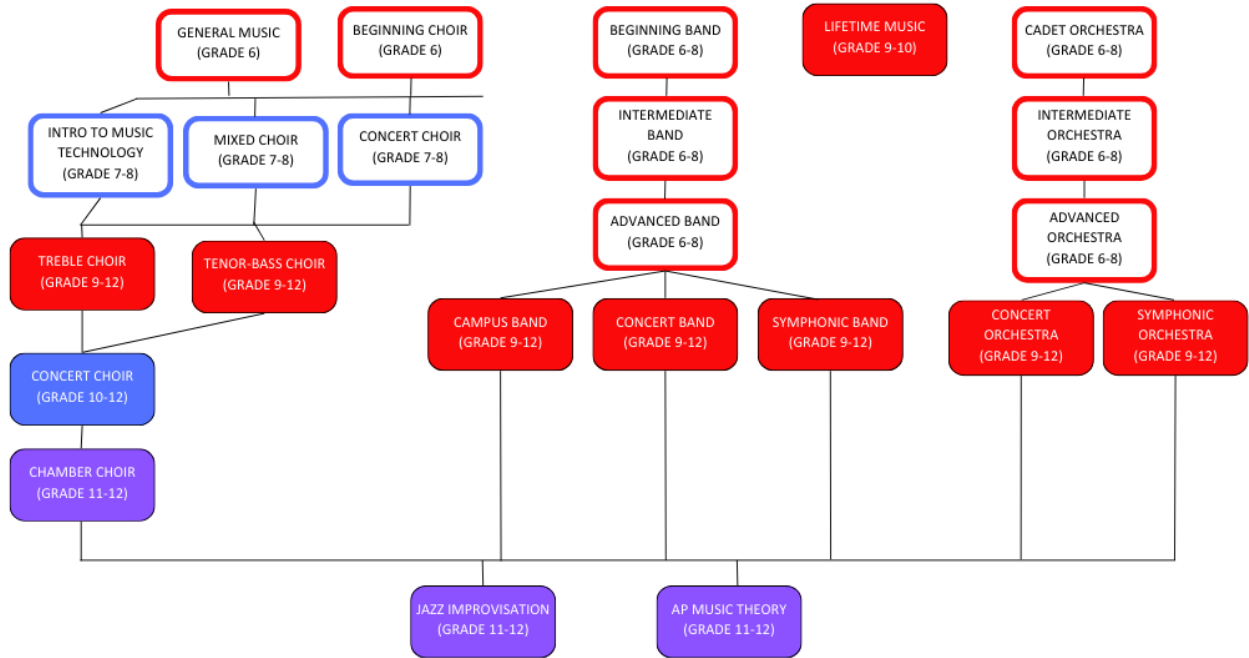 GENERAL MUSIC
(GRADE 6)
BEGINNING CHOIR
(GRADE 6)
BEGINNING BAND
(GRADE 6-8)
LIFETIME MUSIC
(GRADE 9-10)
CADET ORCHESTRA
(GRADE 6-8)
INTRO TO MUSIC
TECHNOLOGY
(GRADE 7-8)
MIXED CHOIR
(GRADE 7-8)
CONCERT CHOIR
(GRADE 7-8)
INTERMEDIATE
BAND
(GRADE 6-8)
INTERMEDIATE
ORCHESTRA
(GRADE 6-8)
ADVANCED BAND
(GRADE 6-8)
ADVANCED
ORCHESTRA
(GRADE 6-8)
TREBLE CHOIR
(GRADE 9-12)
TENOR-BASS CHOIR
(GRADE 9-12)
CAMPUS BAND
(GRADE 9-12)
CONCERT BAND
(GRADE 9-12)
SYMPHONIC BAND
(GRADE 9-12)
CONCERT
ORCHESTRA
(GRADE 9-12)
SYMPHONIC
ORCHESTRA
(GRADE 9-12)
CONCERT CHOIR
(GRADE 10-12)
CHAMBER CHOIR
(GRADE 11-12)
JAZZ IMPROVISATION
(GRADE 11-12)
AP MUSIC THEORY
(GRADE 11-12)